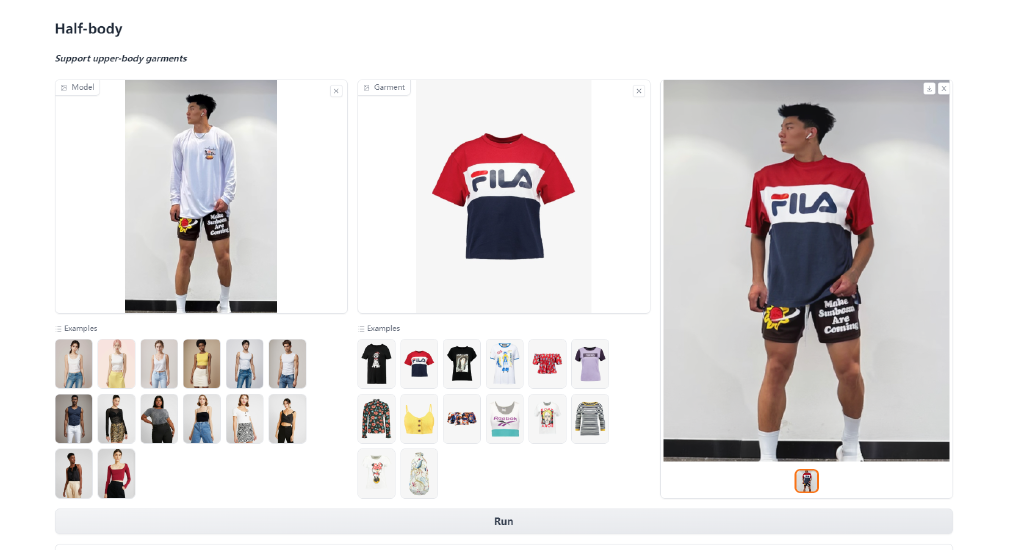 Half-body
Support upper-body garments
Model
Garment
X
FILA
FILA
Make
Sunbeam
Are
Coming
Make
Sunbeam
Are
Coming
Examples
Examples
Reebok
Run